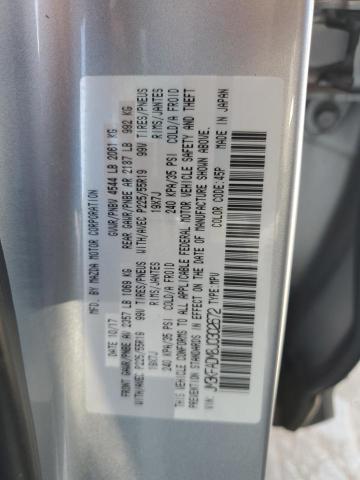 MFD. BY MAZDA MOTOR CORPORATION
DATE: 10/17 GVWR/PNBV 4544 LB 2061 KG
FRONT GAWR/PNBE AV 2357 LB 1069 KG REAR GAWR/PNBE AR 2187 LB 992 KG
WITH/AVEC P225/55R19 99V TIRES/PNEUS WITH/AVEC P225/55R19 99V TIRES/PNEUS
19X7J RIMS/JANTES 19X7J RIMS/JANTES
240 KPA/35 PSI COLD/A FROID 240 KPA/35 PSI COLD/A FROID
THIS VEHICLE CONFORMS TO ALL APPLICABLE FEDERAL MOTOR VEHICLE SAFETY AND THEFT
PREVENTION STANDARDS IN EFFECT ON THE DATE OF MANUFACTURE SHOWN ABOVE.
VIN: TYPE:MPV COLOR CODE:45P MADE IN JAPAN